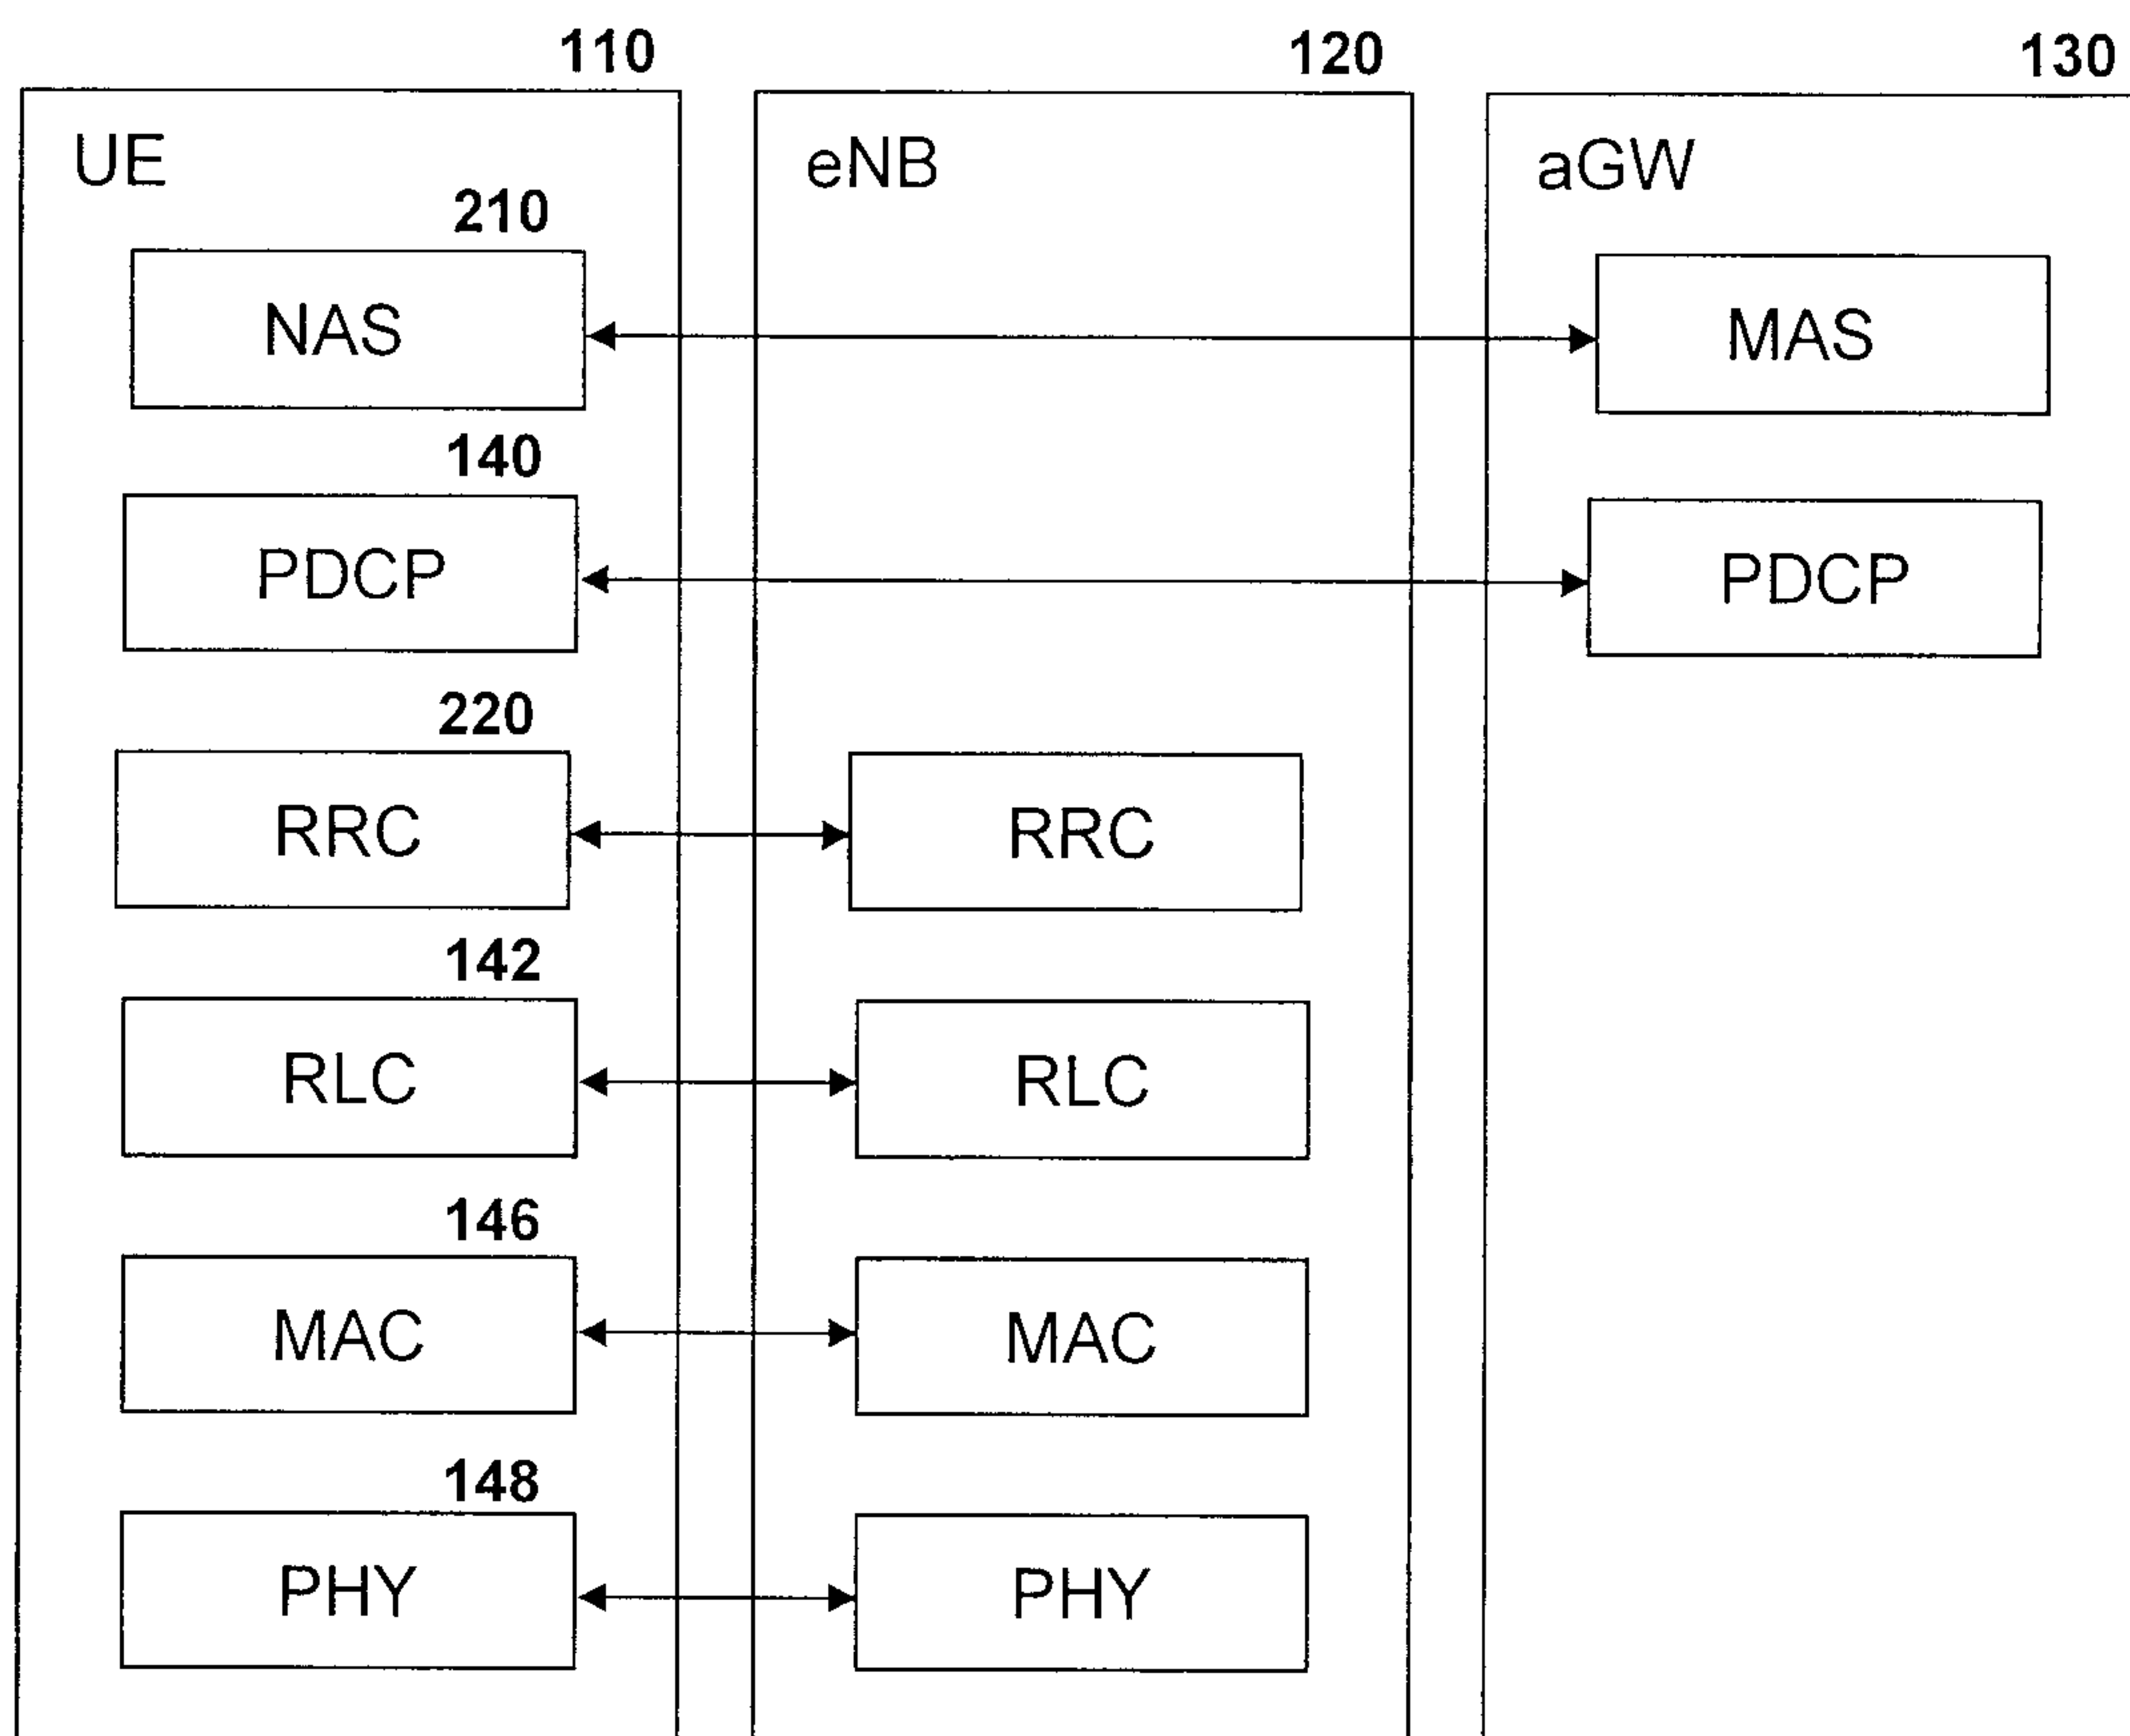 110 120 130
UE eNB aGW
210
NAS MAS
140
PDCP PDCP
220
RRC RRC
142
RLC RLC
146
MAC MAC
148
PHY PHY